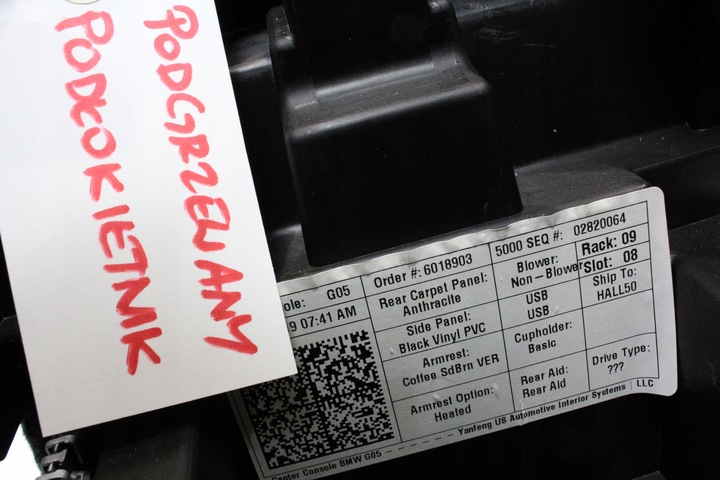 PODGRZEWANY
PODŁOKIETNIK
ole: G05
9 07:41 AM
Order #: 6018903
Rear Carpet Panel:
Anthracite
Side Panel:
Black Vinyl PVC
Armrest:
Coffee SdBrn VER
Armrest Option:
Heated
5000 SEQ #: 02820064
Blower:
Non-Blower
USB
USB
Cupholder:
Basic
Rear Aid:
Rear Aid
Rack: 09
Slot: 08
Ship To:
HALL50
Drive Type:
???
Center Console BMW G05
Yanfeng US Automotive Interior Systems I LLC